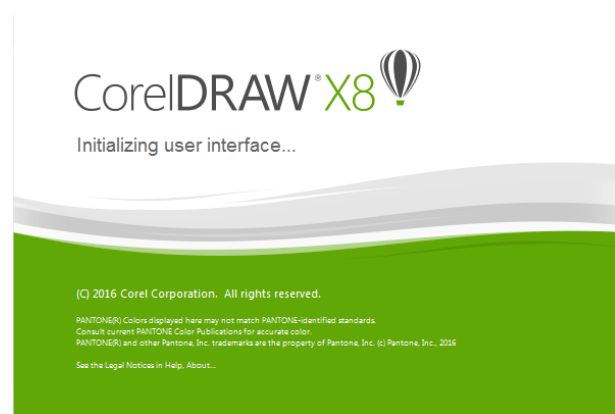 CorelDRAW® X8
Initializing user interface...
(C) 2016 Corel Corporation.  All rights reserved.
PANTONE(R) Colors displayed here may not match PANTONE-identified standards.
Consult current PANTONE Color Publications for accurate color.
PANTONE(R) and other Pantone, Inc. trademarks are the property of Pantone, Inc. (c) Pantone, Inc., 2016
See the Legal Notices in Help, About...